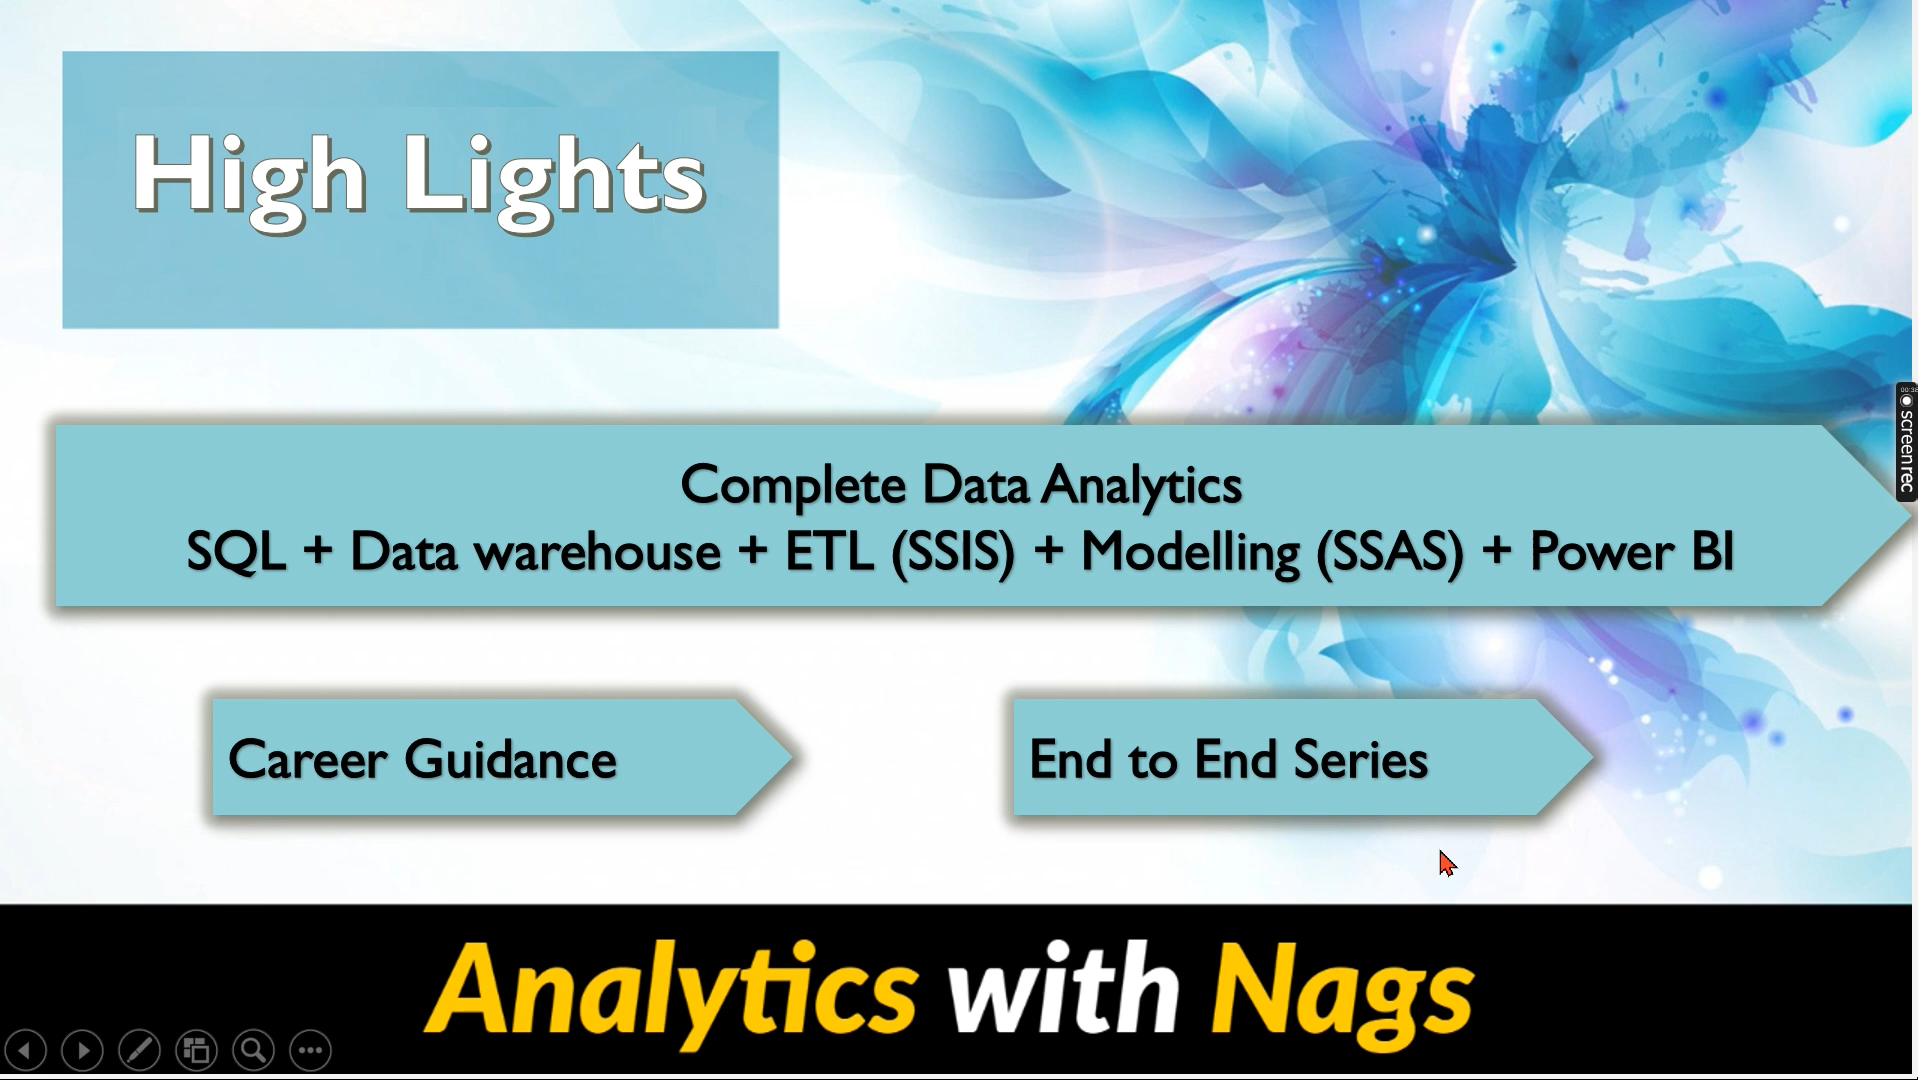 High Lights
Complete Data Analytics
SQL + Data warehouse + ETL (SSIS) + Modelling (SSAS) + Power BI
Career Guidance
End to End Series
Analytics with Nags
screenrec